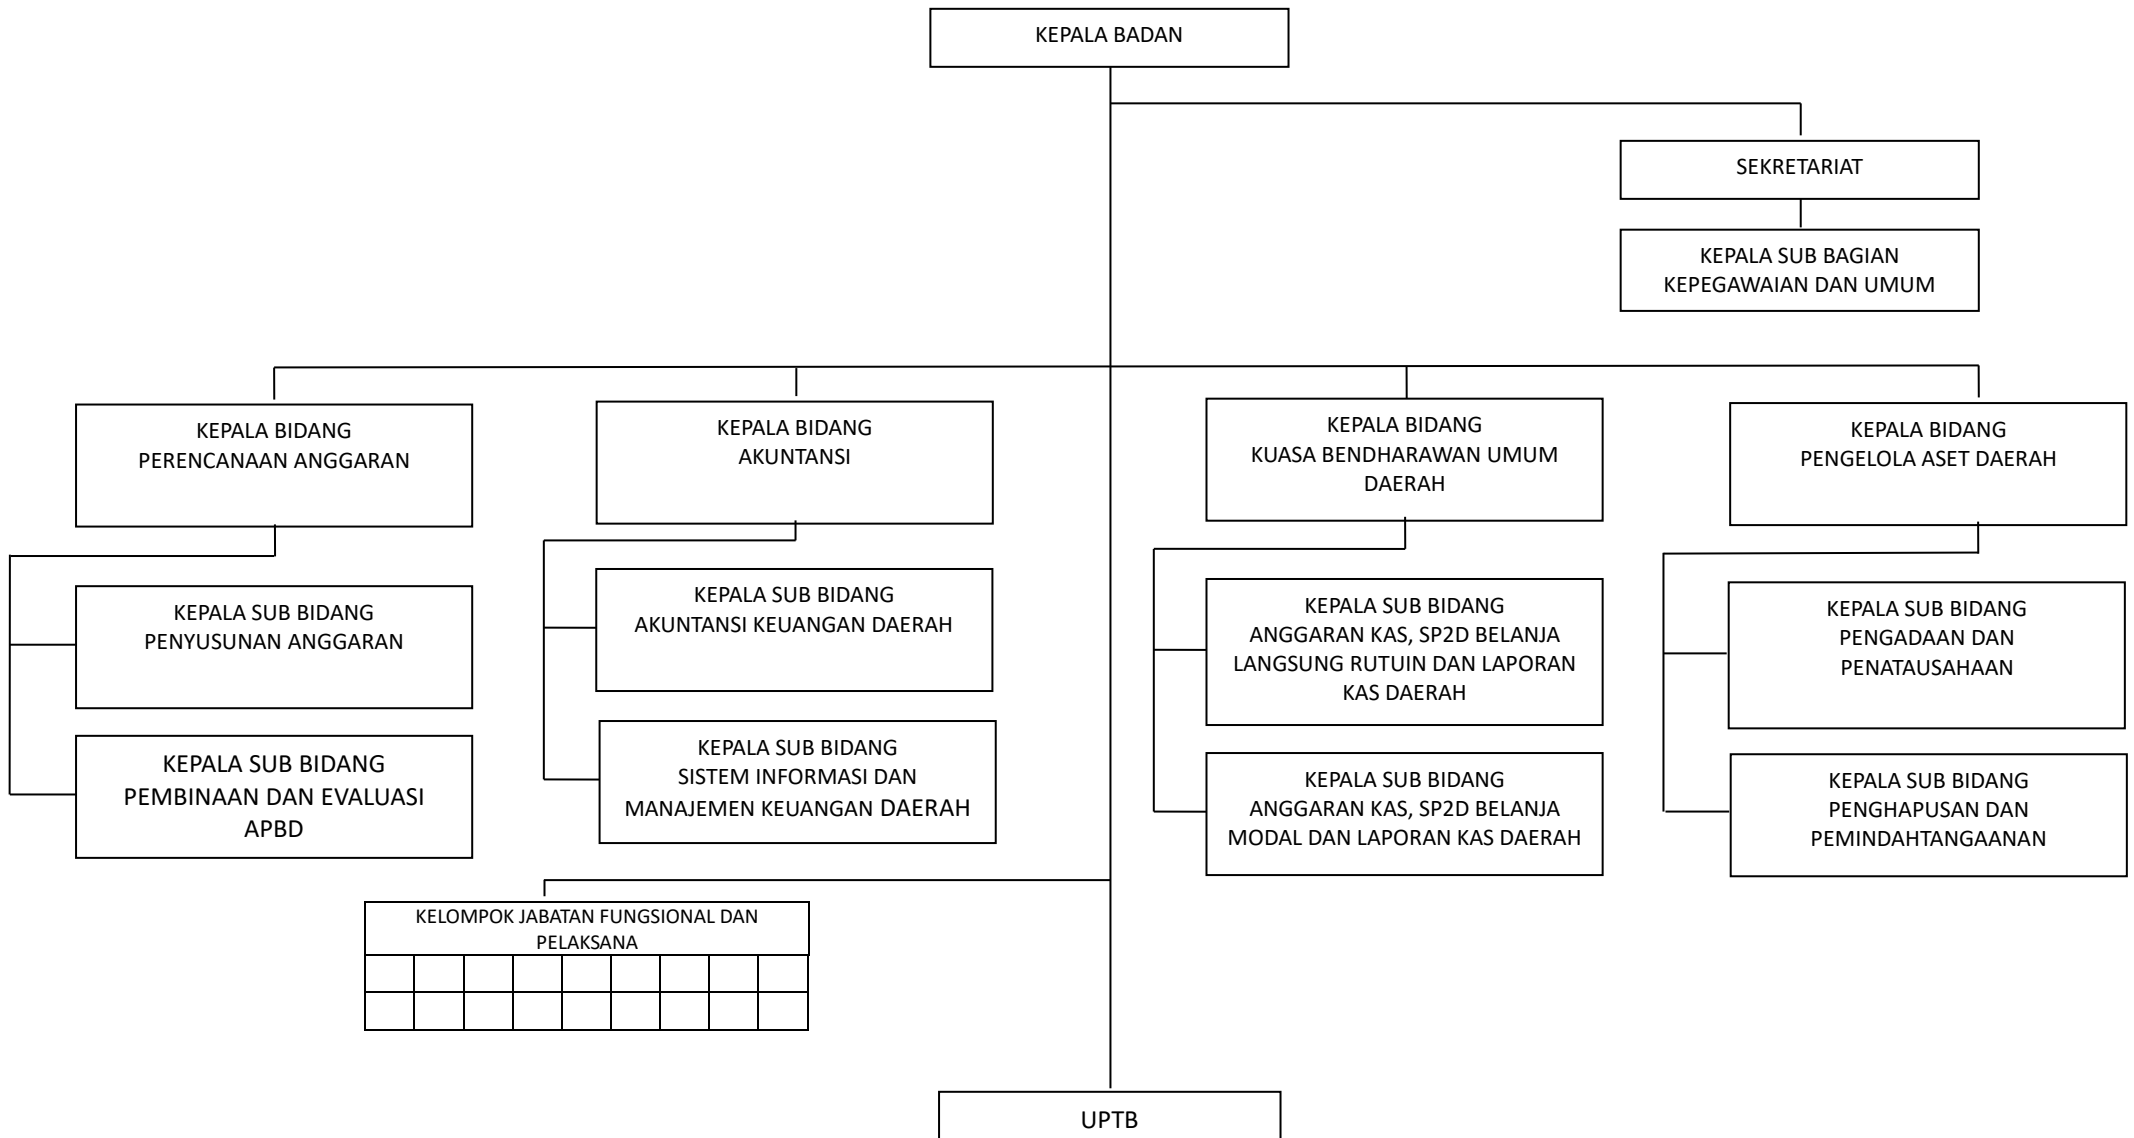 KEPALA BADAN
SEKRETARIAT
KEPALA SUB BAGIAN
KEPEGAWAIAN DAN UMUM
KEPALA BIDANG
PERENCANAAN ANGGARAN
KEPALA BIDANG
AKUNTANSI
KEPALA BIDANG
KUASA BENDHARAWAN UMUM
DAERAH
KEPALA BIDANG
PENGELOLA ASET DAERAH
KEPALA SUB BIDANG
PENYUSUNAN ANGGARAN
KEPALA SUB BIDANG
AKUNTANSI KEUANGAN DAERAH
KEPALA SUB BIDANG
ANGGARAN KAS, SP2D BELANJA
LANGSUNG RUTUIN DAN LAPORAN
KAS DAERAH
KEPALA SUB BIDANG
PENGADAAN DAN
PENATAUSAHAAN
KEPALA SUB BIDANG
PEMBINAAN DAN EVALUASI
APBD
KEPALA SUB BIDANG
SISTEM INFORMASI DAN
MANAJEMEN KEUANGAN DAERAH
KEPALA SUB BIDANG
ANGGARAN KAS, SP2D BELANJA
MODAL DAN LAPORAN KAS DAERAH
KEPALA SUB BIDANG
PENGHAPUSAN DAN
PEMINDAHTANGAANAN
KELOMPOK JABATAN FUNGSIONAL DAN
PELAKSANA
UPTB